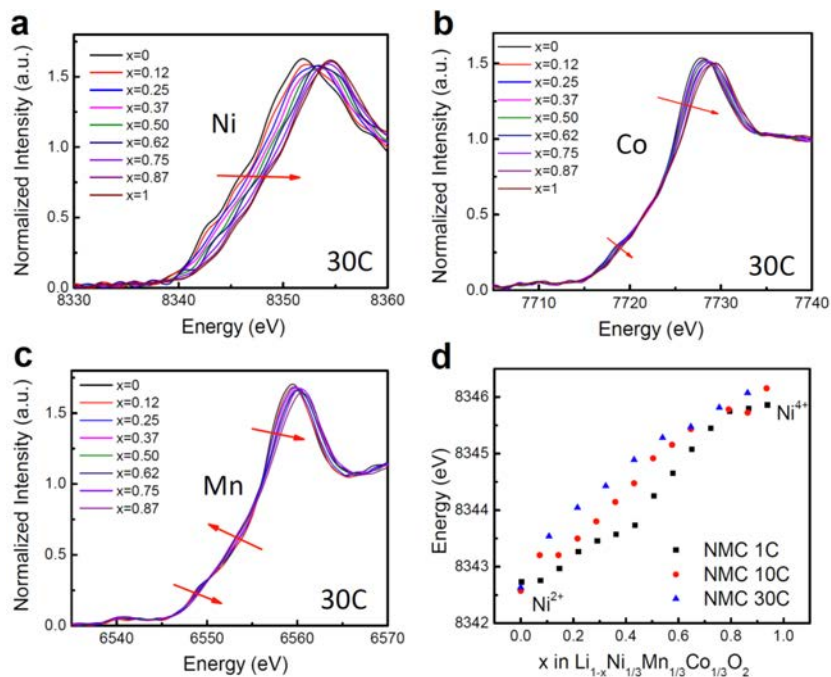 a
Normalized Intensity (a.u.)
1.5
1.0
0.5
0.0
x=0
x=0.12
x=0.25
x=0.37
x=0.50
x=0.62
x=0.75
x=0.87
x=1
Ni
30C
8330 8340 8350 8360
Energy (eV)
b
Normalized Intensity (a.u.)
2.0
1.5
1.0
0.5
0.0
x=0
x=0.12
x=0.25
x=0.37
x=0.50
x=0.62
x=0.75
x=0.87
x=1
Co
30C
7710 7720 7730 7740
Energy (eV)
c
Normalized Intensity (a.u.)
1.5
1.0
0.5
0.0
x=0
x=0.12
x=0.25
x=0.37
x=0.50
x=0.62
x=0.75
x=0.87
Mn
30C
6540 6550 6560 6570
Energy (eV)
d
Energy (eV)
8346
8345
8344
8343
8342
Ni⁴⁺
Ni²⁺
NMC 1C
NMC 10C
NMC 30C
0.0 0.2 0.4 0.6 0.8 1.0
x in Li₁₋ₓNi₁/₃Mn₁/₃Co₁/₃O₂